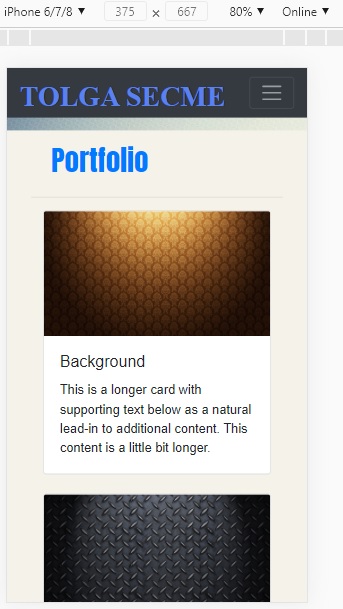 iPhone 6/7/8 ▼ 375 × 667 80% ▼ Online ▼
TOLGA SECME
Portfolio
Background
This is a longer card with
supporting text below as a natural
lead-in to additional content. This
content is a little bit longer.